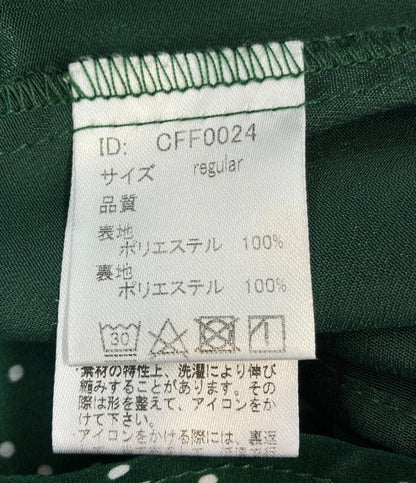 ID: CFF0024
サイズ regular
品質
表地
ポリエステル 100%
裏地
ポリエステル 100%
30
素材の特性上、洗濯により伸び
縮みすることがあります。その
際は形を整えて、アイロンをか
けて下さい。
・アイロンをかける際には、裏返